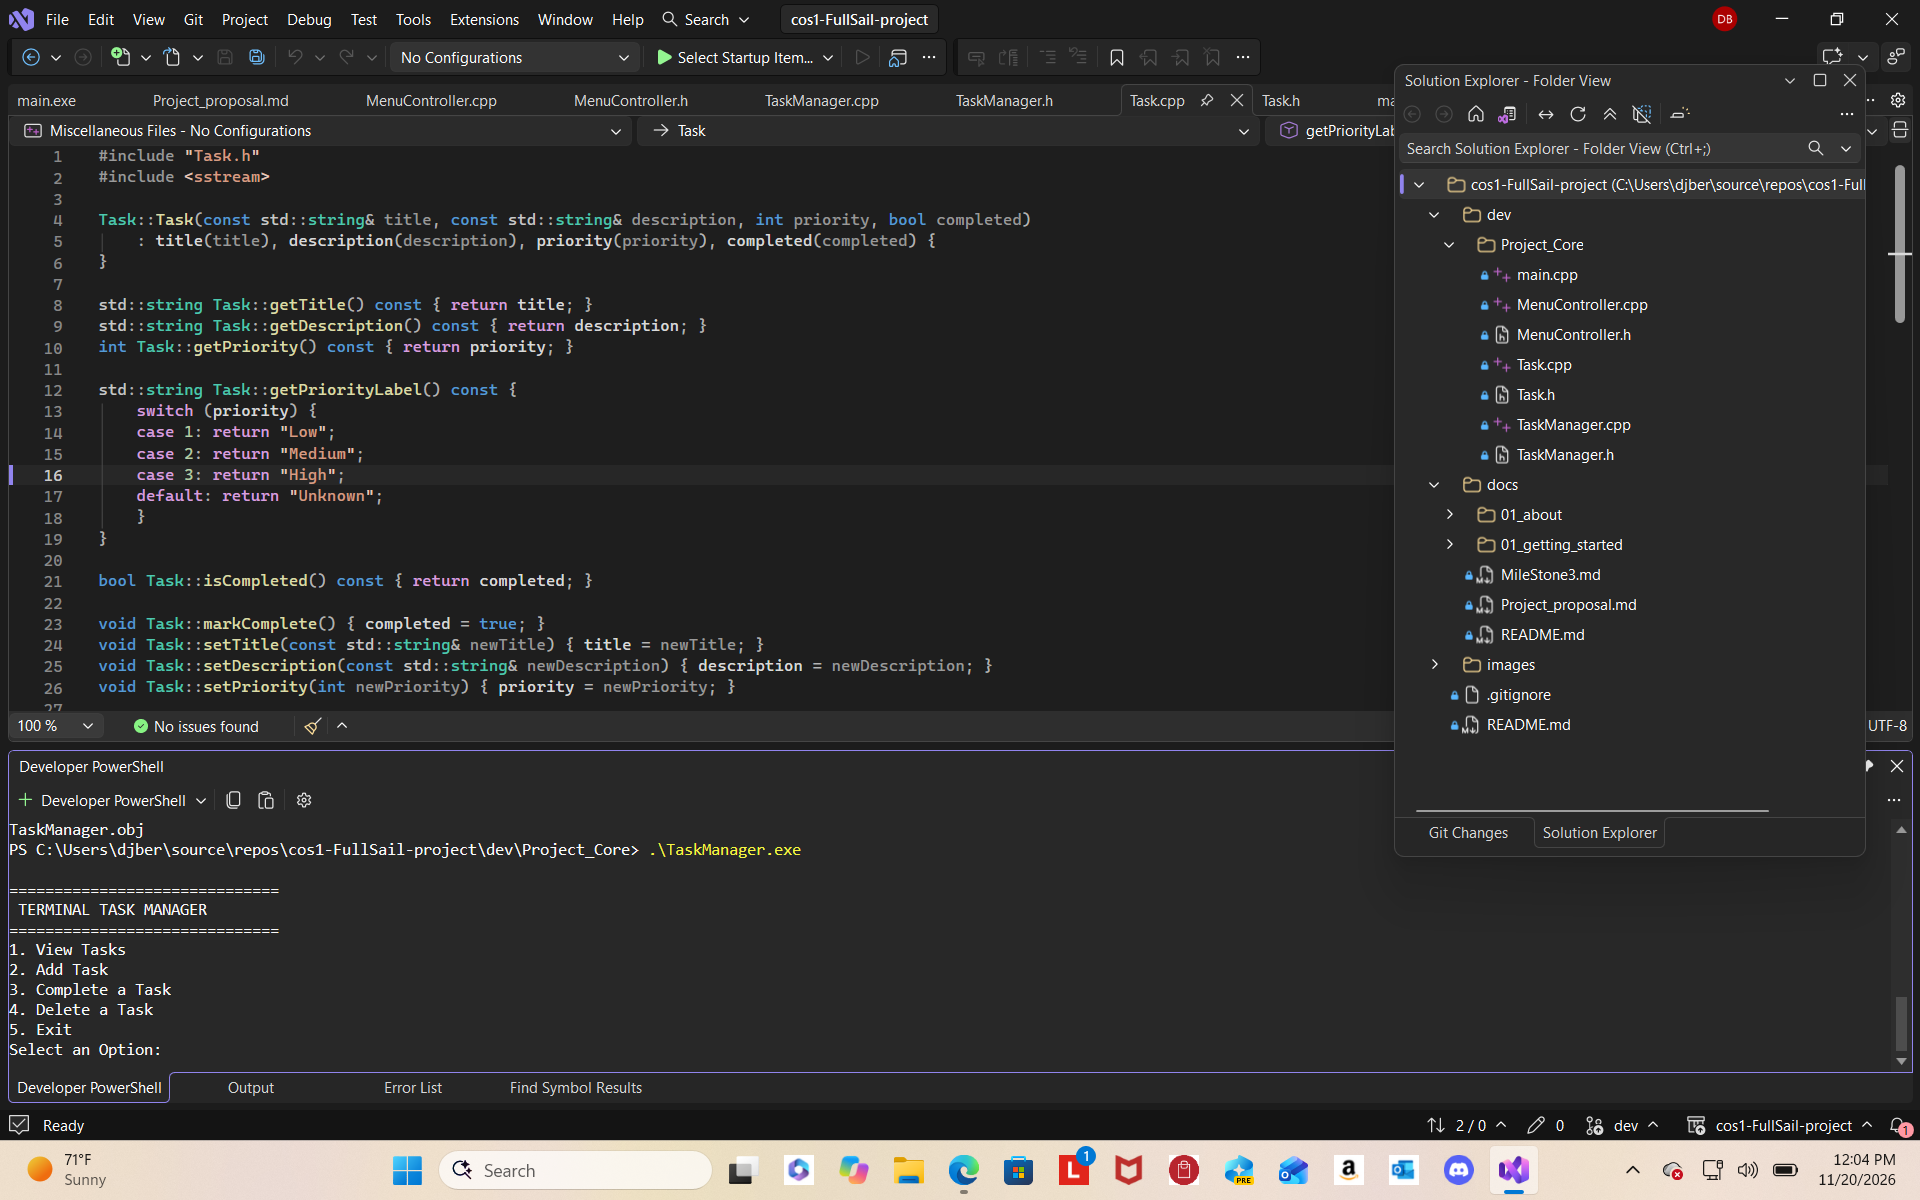 File Edit View Git Project Debug Test Tools Extensions Window Help Search cos1-FullSail-project DB
No Configurations Select Startup Item...
main.exe Project_proposal.md MenuController.cpp MenuController.h TaskManager.cpp TaskManager.h Task.cpp Task.h ma
Miscellaneous Files - No Configurations Task getPriorityLab
1 #include "Task.h"
2 #include <sstream>
3
4 Task::Task(const std::string& title, const std::string& description, int priority, bool completed)
5 : title(title), description(description), priority(priority), completed(completed) {
6 }
7
8 std::string Task::getTitle() const { return title; }
9 std::string Task::getDescription() const { return description; }
10 int Task::getPriority() const { return priority; }
11
12 std::string Task::getPriorityLabel() const {
13 switch (priority) {
14 case 1: return "Low";
15 case 2: return "Medium";
16 case 3: return "High";
17 default: return "Unknown";
18 }
19 }
20
21 bool Task::isCompleted() const { return completed; }
22
23 void Task::markComplete() { completed = true; }
24 void Task::setTitle(const std::string& newTitle) { title = newTitle; }
25 void Task::setDescription(const std::string& newDescription) { description = newDescription; }
26 void Task::setPriority(int newPriority) { priority = newPriority; }
27
100 % No issues found UTF-8
Solution Explorer - Folder View
Search Solution Explorer - Folder View (Ctrl+;)
cos1-FullSail-project (C:\Users\djber\source\repos\cos1-Full
dev
Project_Core
main.cpp
MenuController.cpp
MenuController.h
Task.cpp
Task.h
TaskManager.cpp
TaskManager.h
docs
01_about
01_getting_started
MileStone3.md
Project_proposal.md
README.md
images
.gitignore
README.md
Git Changes Solution Explorer
Developer PowerShell
Developer PowerShell
TaskManager.obj
PS C:\Users\djber\source\repos\cos1-FullSail-project\dev\Project_Core> .\TaskManager.exe
==============================
TERMINAL TASK MANAGER
==============================
1. View Tasks
2. Add Task
3. Complete a Task
4. Delete a Task
5. Exit
Select an Option:
Developer PowerShell Output Error List Find Symbol Results
Ready 2 / 0 0 dev cos1-FullSail-project 1
71°F
Sunny
Search
1
PRE
12:04 PM
11/20/2026